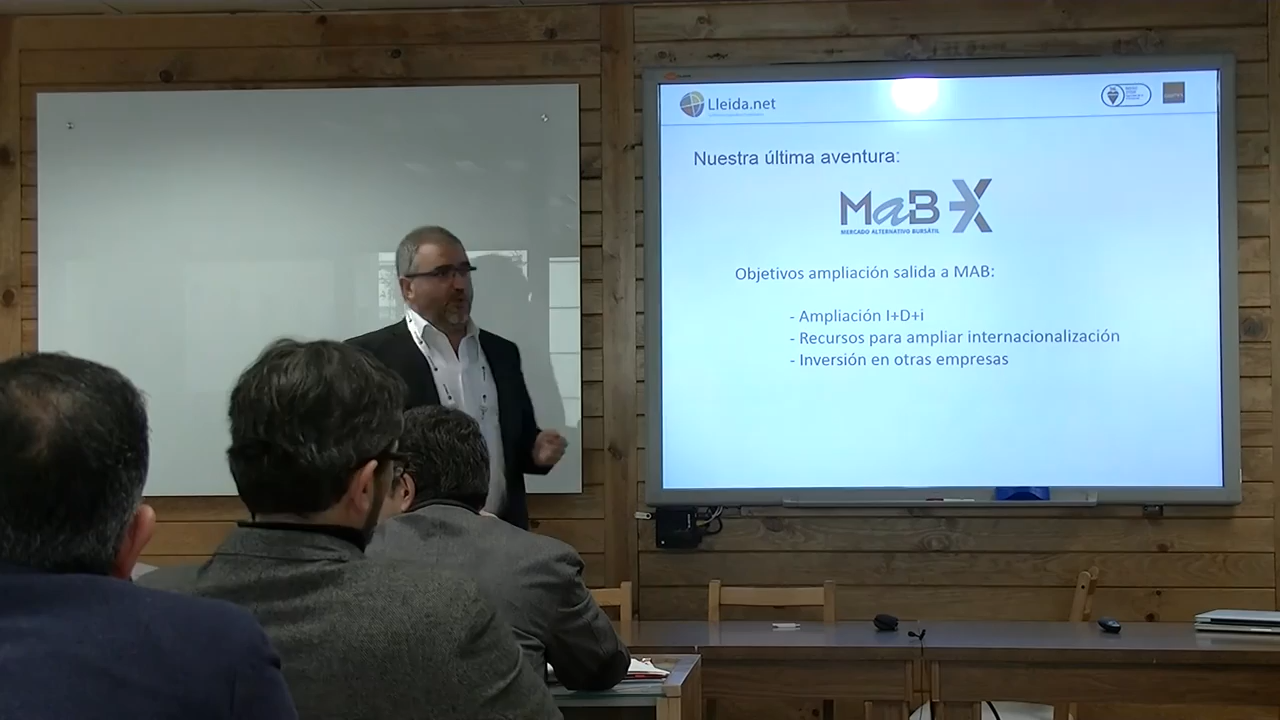 Lleida.net
Nuestra última aventura:
MaB
MERCADO ALTERNATIVO BURSÁTIL
Objetivos ampliación salida a MAB:
- Ampliación I+D+i
- Recursos para ampliar internacionalización
- Inversión en otras empresas